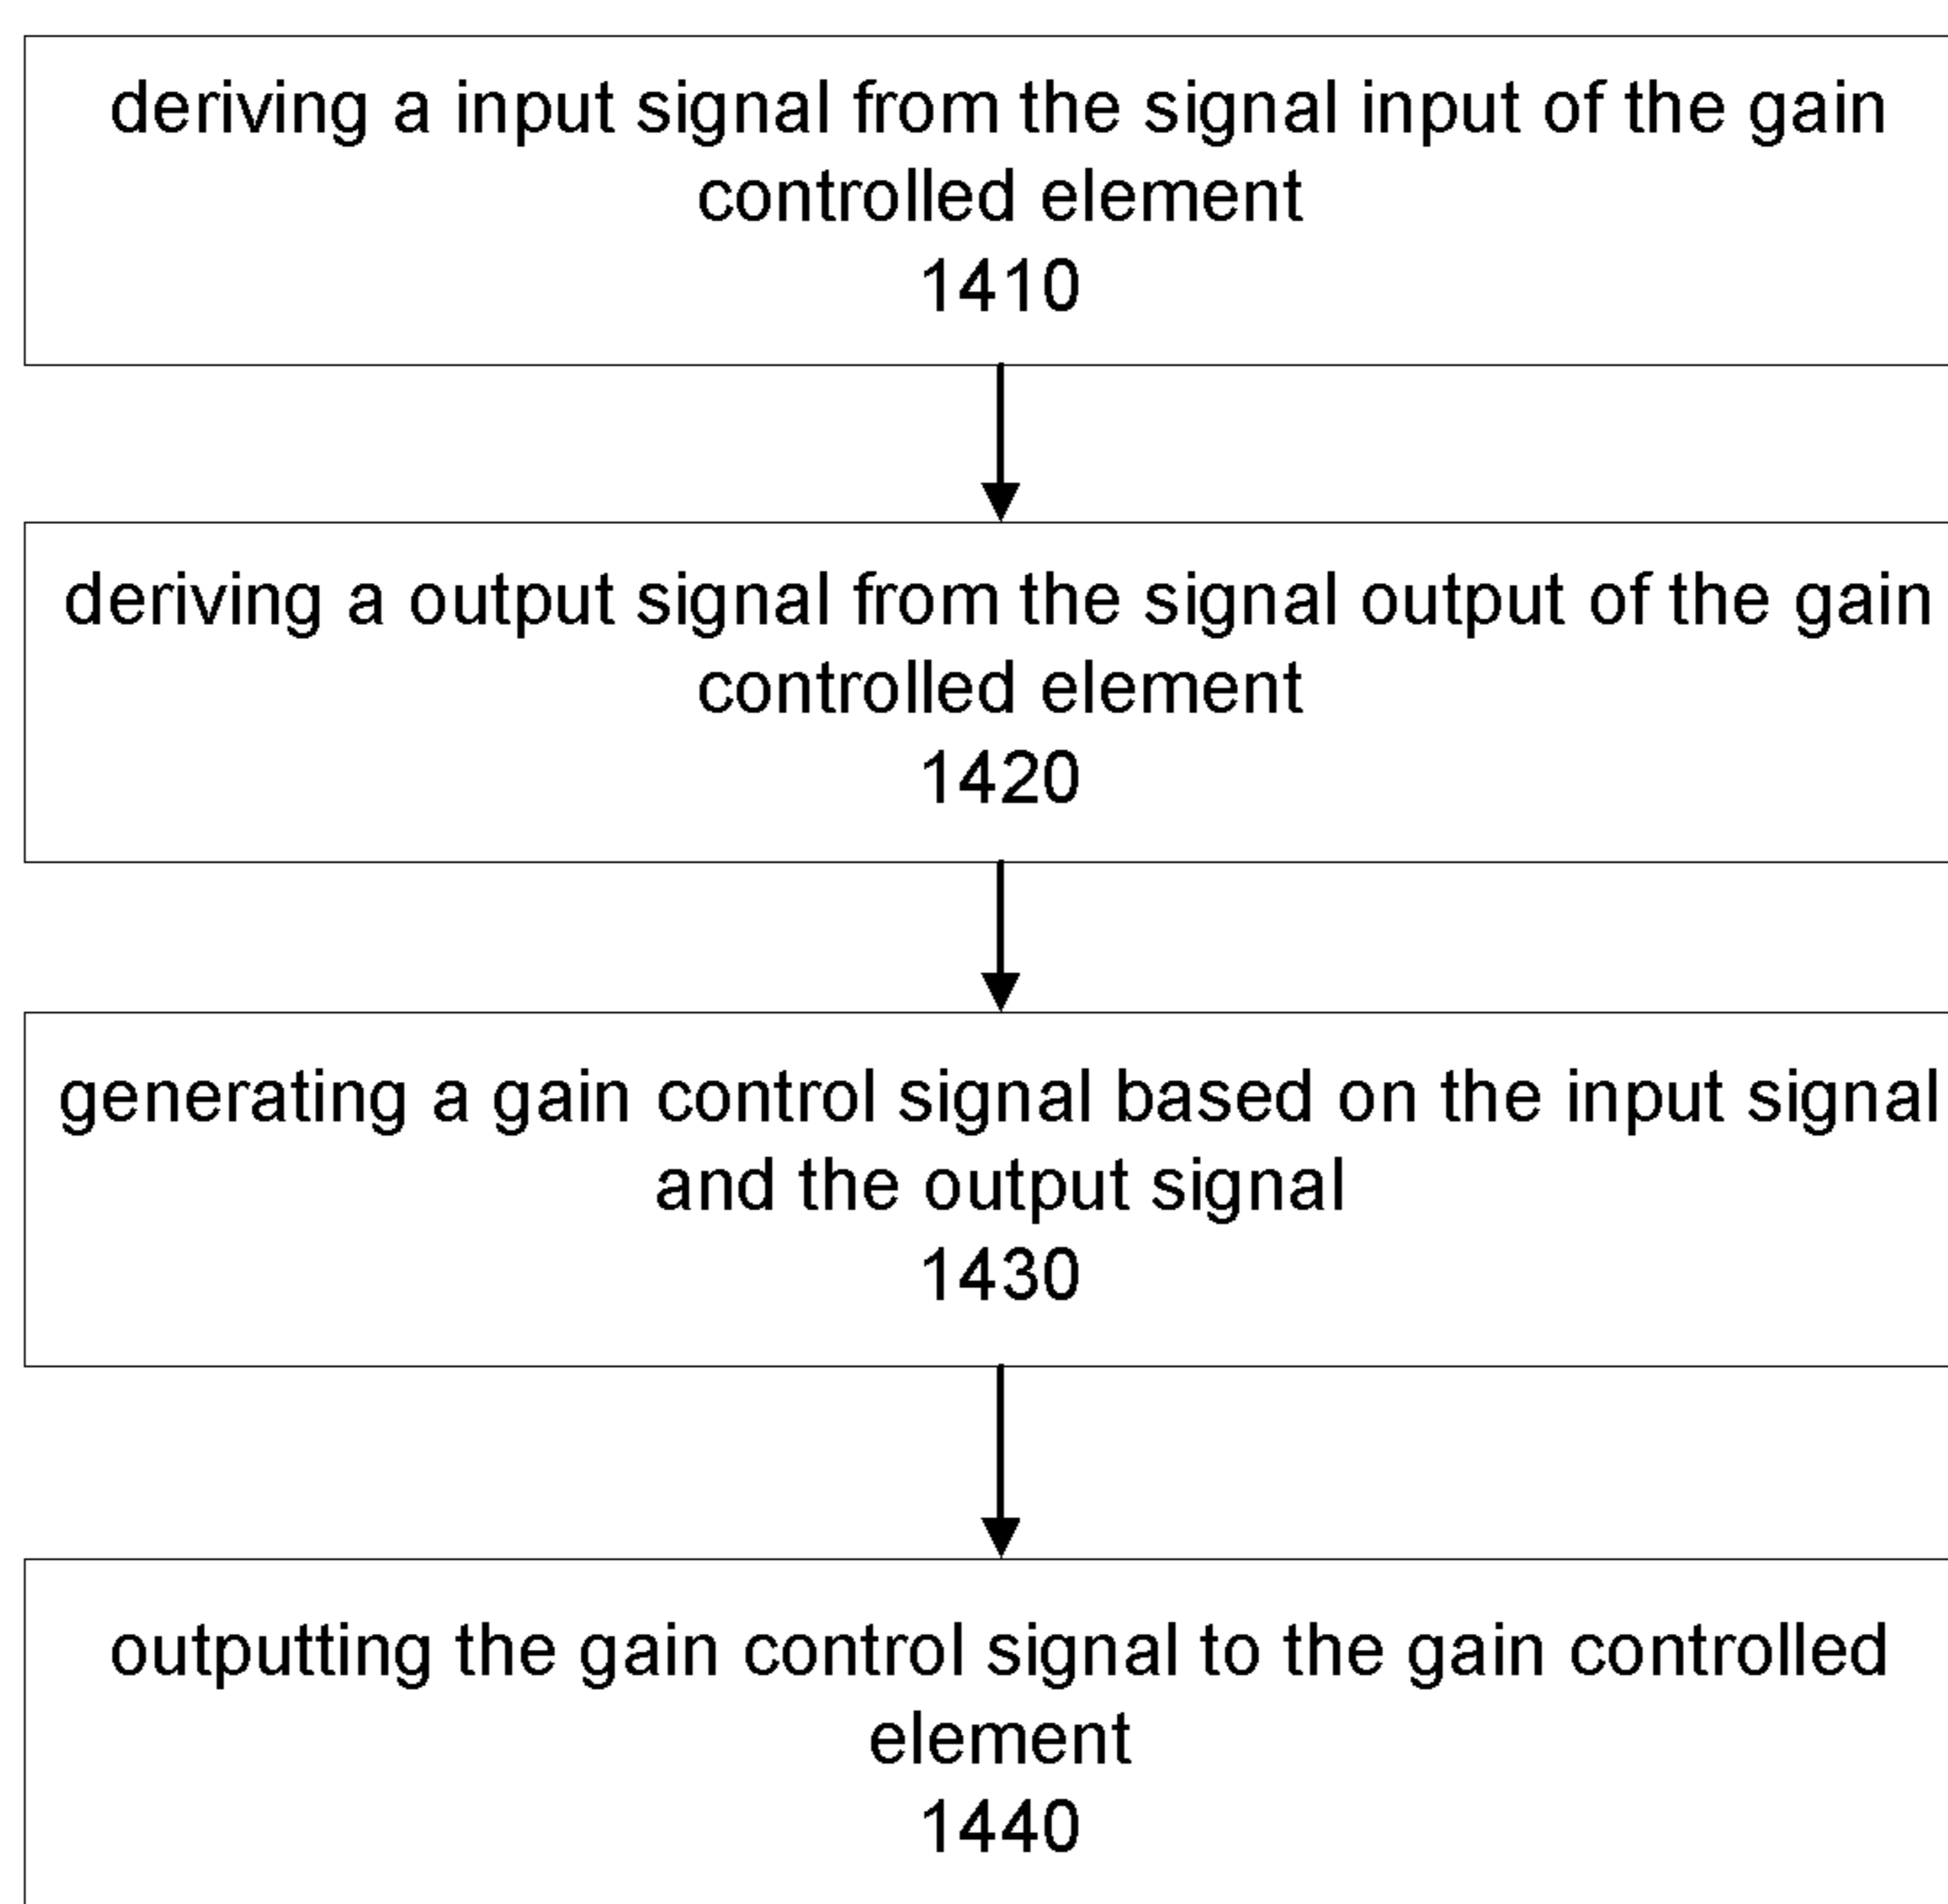 deriving a input signal from the signal input of the gain
controlled element
1410
deriving a output signal from the signal output of the gain
controlled element
1420
generating a gain control signal based on the input signal
and the output signal
1430
outputting the gain control signal to the gain controlled
element
1440